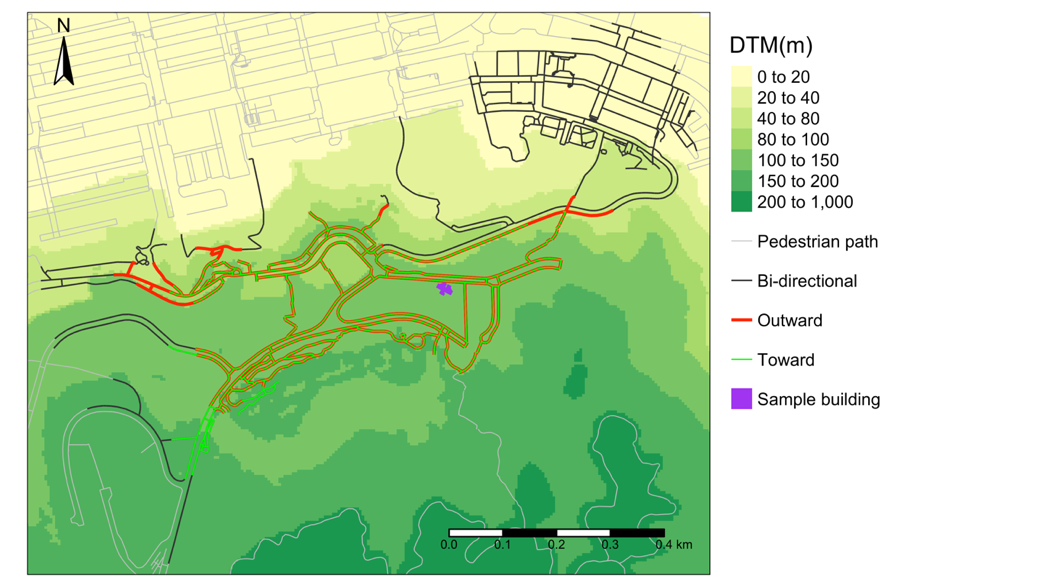 N
DTM(m)
0 to 20
20 to 40
40 to 80
80 to 100
100 to 150
150 to 200
200 to 1,000
Pedestrian path
Bi-directional
Outward
Toward
Sample building
0.0 0.1 0.2 0.3 0.4 km